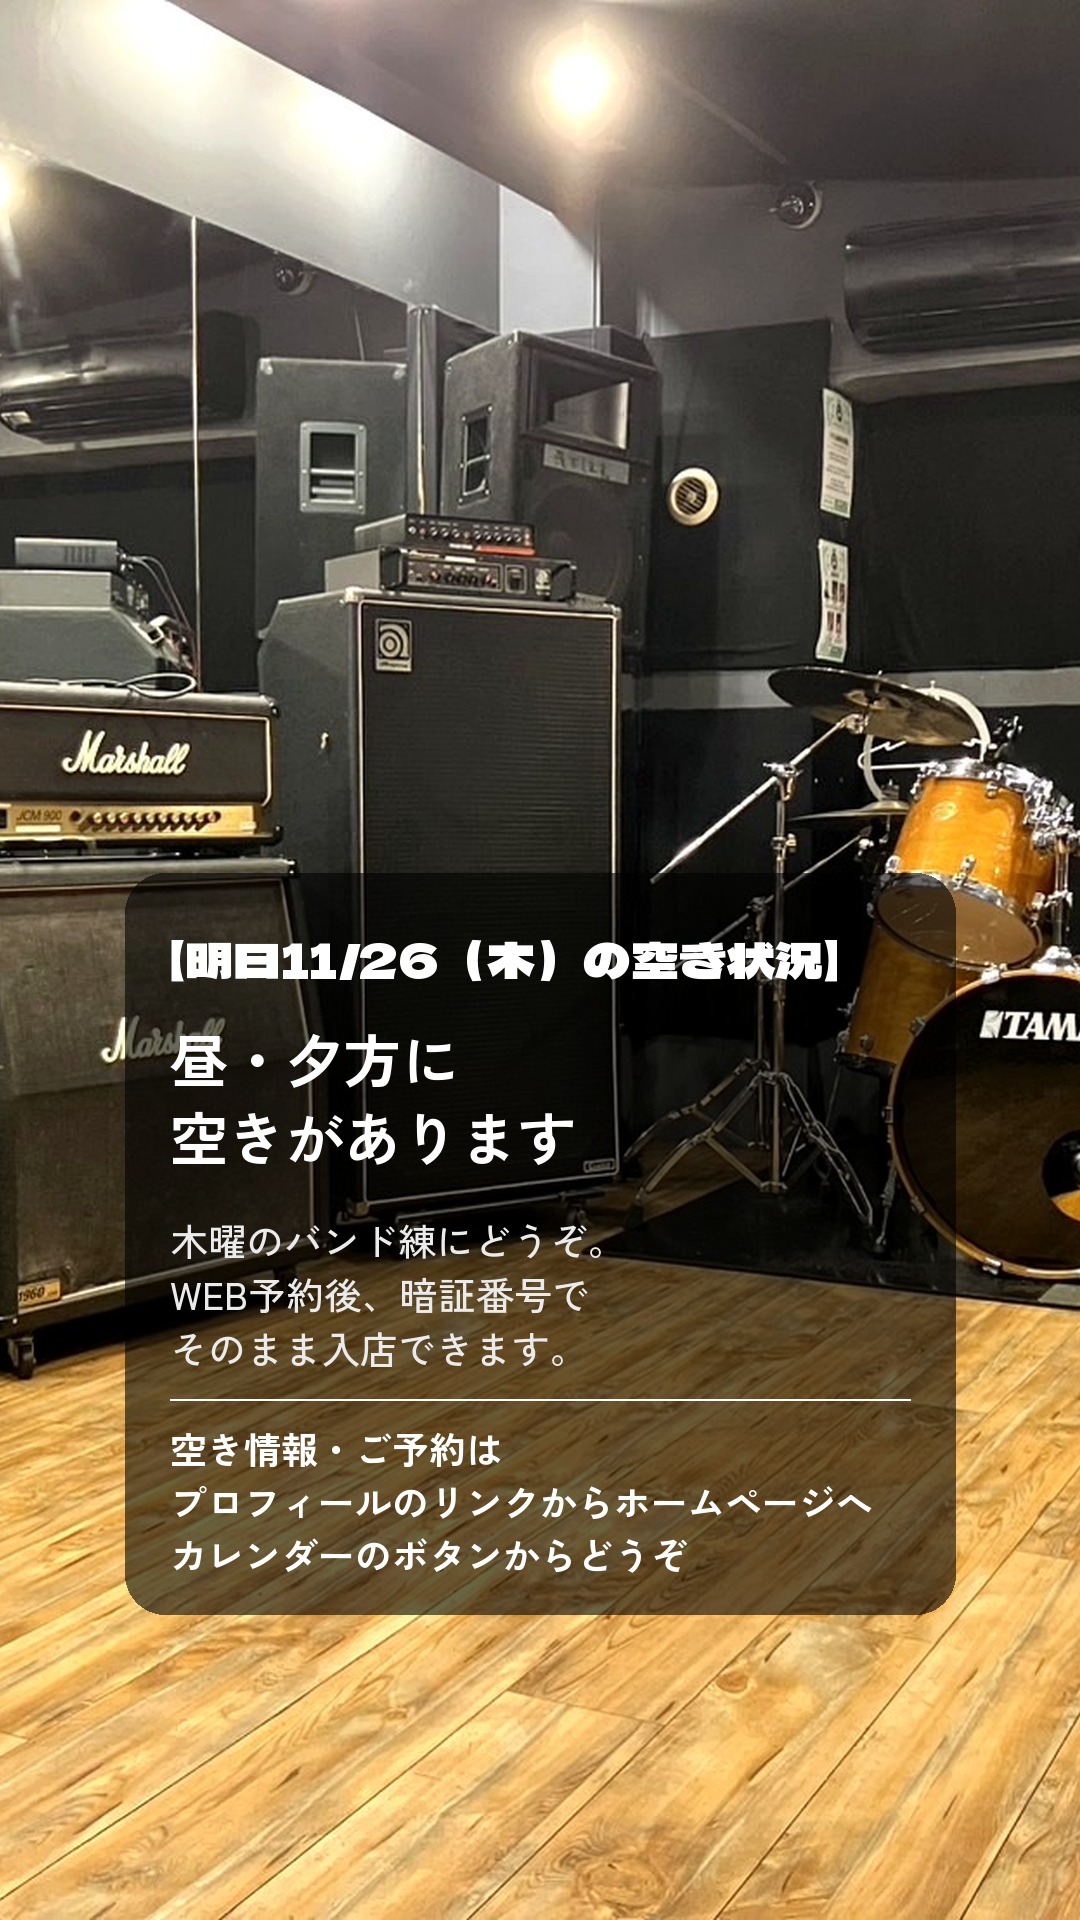 Marshall
JCM 900
Marshall
1960
TAMA
【明日11/26（木）の空き状況】
昼・夕方に
空きがあります
木曜のバンド練にどうぞ。
WEB予約後、暗証番号で
そのまま入店できます。
空き情報・ご予約は
プロフィールのリンクからホームページへ
カレンダーのボタンからどうぞ